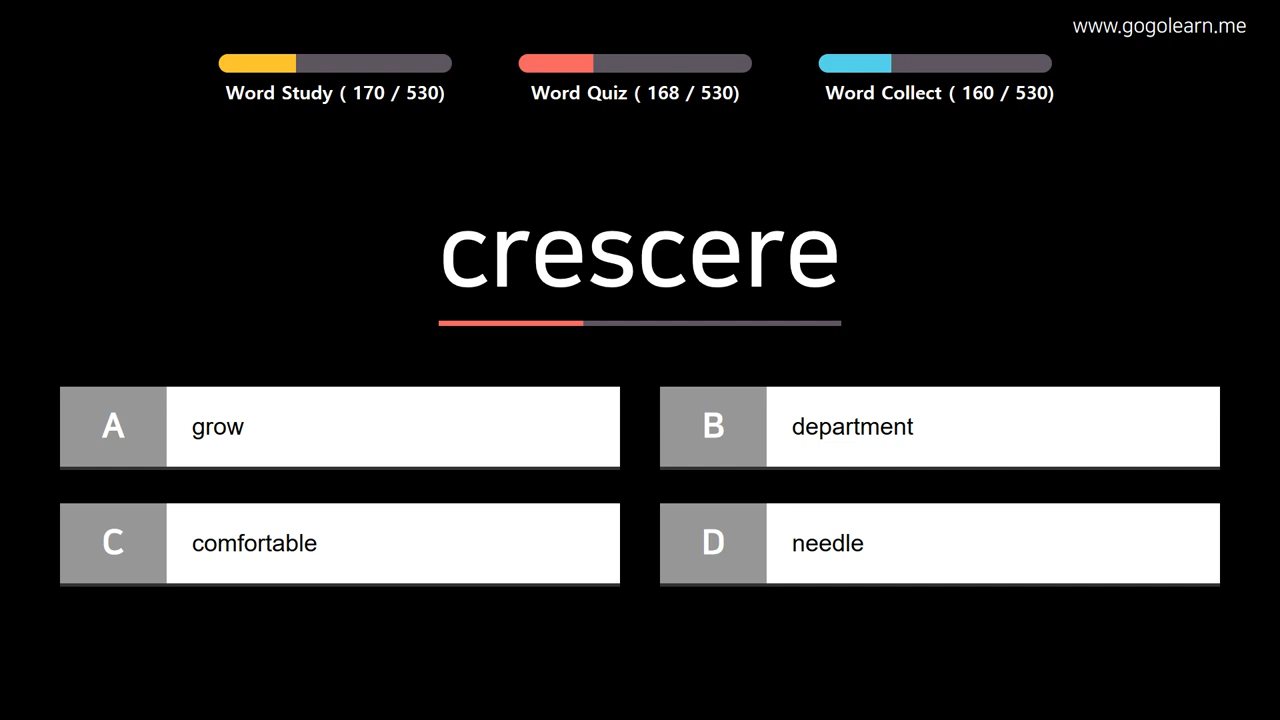 www.gogolearn.me
Word Study ( 170 / 530)
Word Quiz ( 168 / 530)
Word Collect ( 160 / 530)
crescere
A
grow
B
department
C
comfortable
D
needle